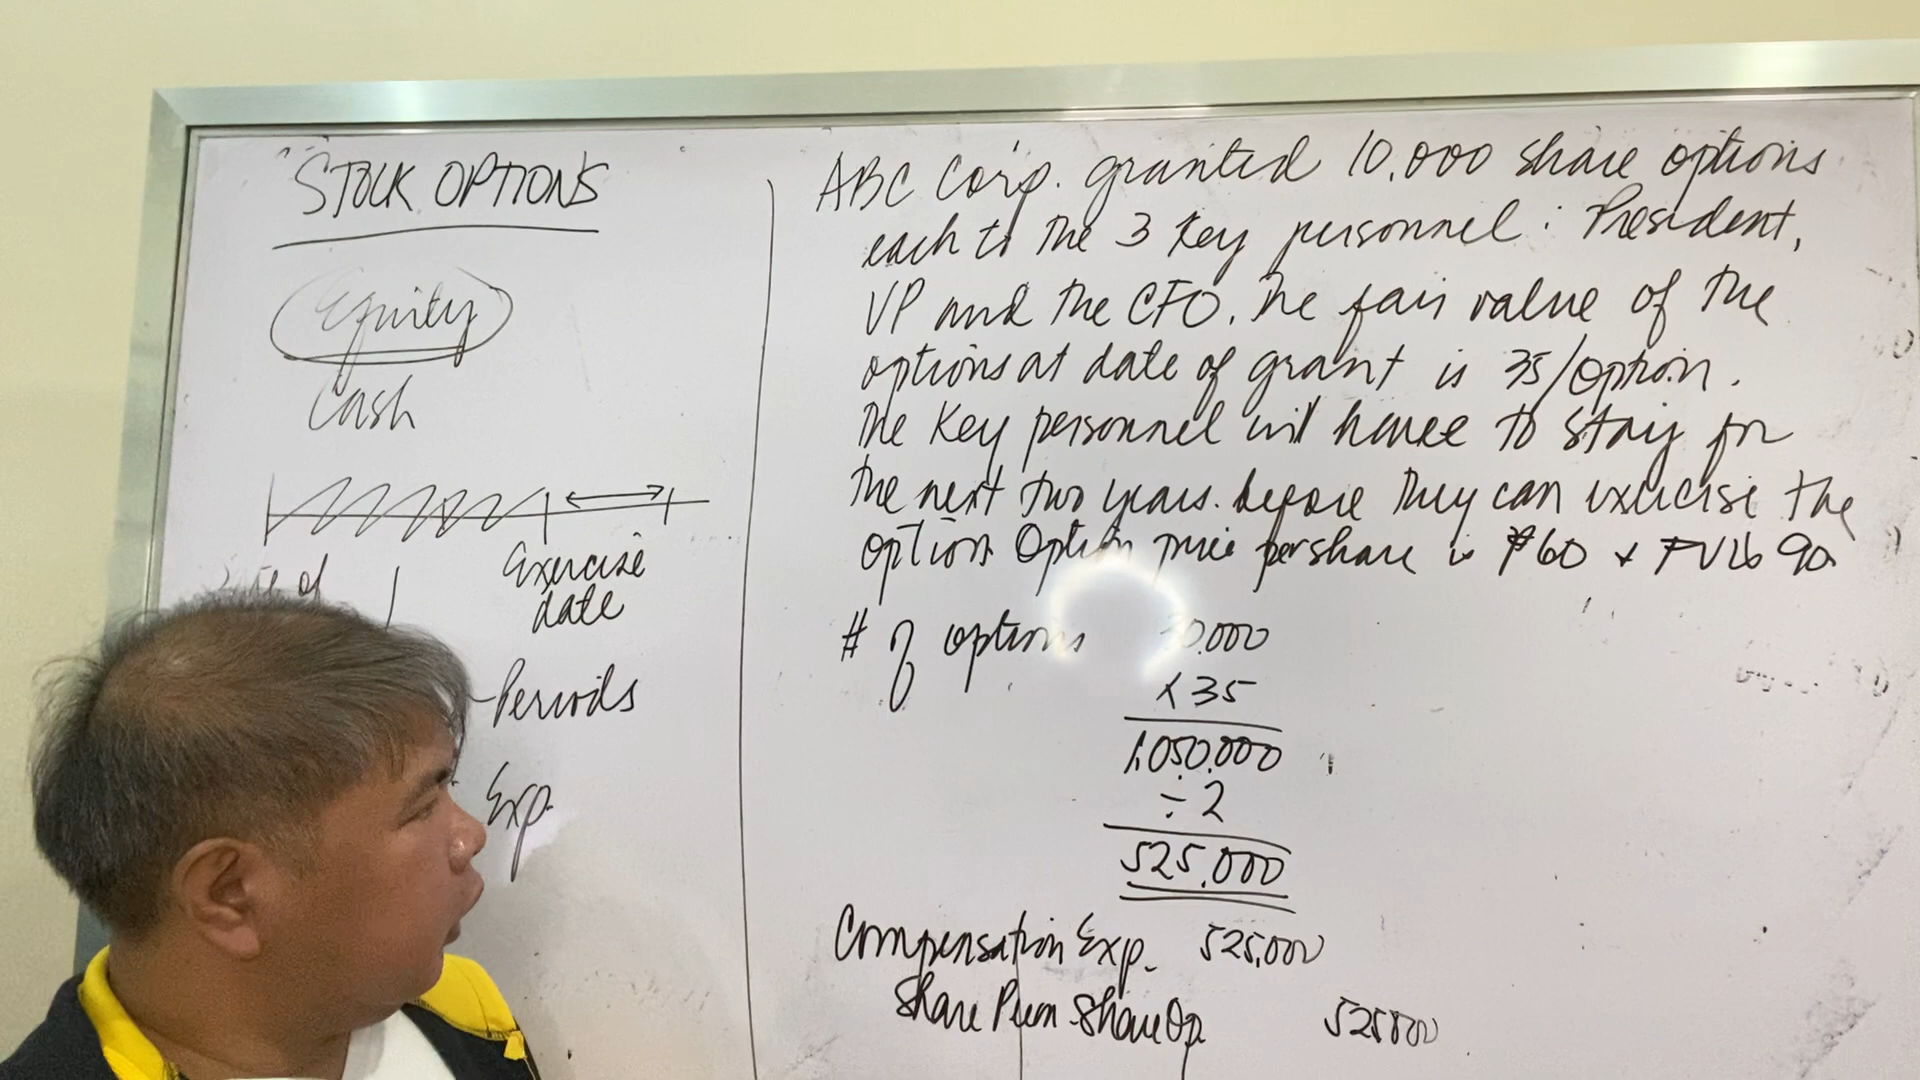 STOCK OPTIONS
Equity
Cash
of
Exercise
date
Periods
Exp.
ABC Corp. granted 10,000 share options
each to the 3 key personnel : President,
VP and the CFO. The fair value of the
options at date of grant is 35/option.
The key personnel will have to stay for
the next two years. before they can exercise the
option. Option price per share is ₱60 + FV is 90
# of options 0.000
x 35
1,050.000
÷ 2
525,000
Compensation Exp. 525,000
Share Prem. Share Op 525000